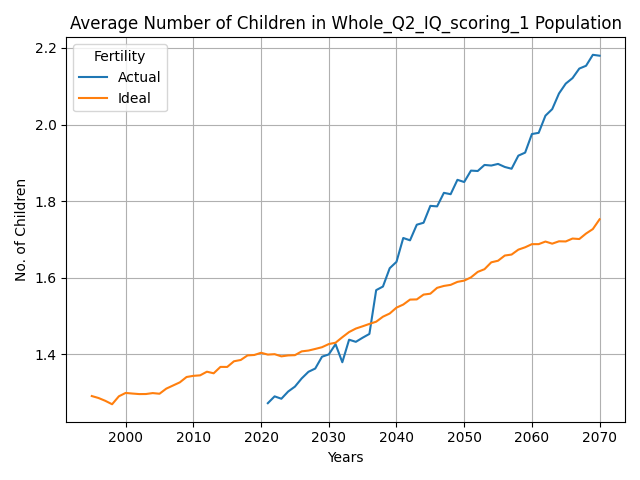 Average Number of Children in Whole_Q2_IQ_scoring_1 Population
Fertility
Actual
Ideal
2.2
2.0
1.8
1.6
1.4
No. of Children
2000
2010
2020
2030
2040
2050
2060
2070
Years